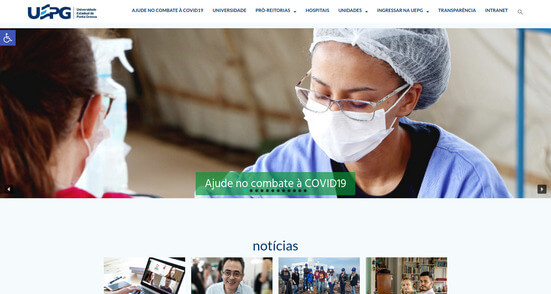 UEPG
Universidade
Estadual de
Ponta Grossa
AJUDE NO COMBATE À COVID19 UNIVERSIDADE PRÓ-REITORIAS HOSPITAIS UNIDADES INGRESSAR NA UEPG TRANSPARÊNCIA INTRANET
Ajude no combate à COVID19
notícias